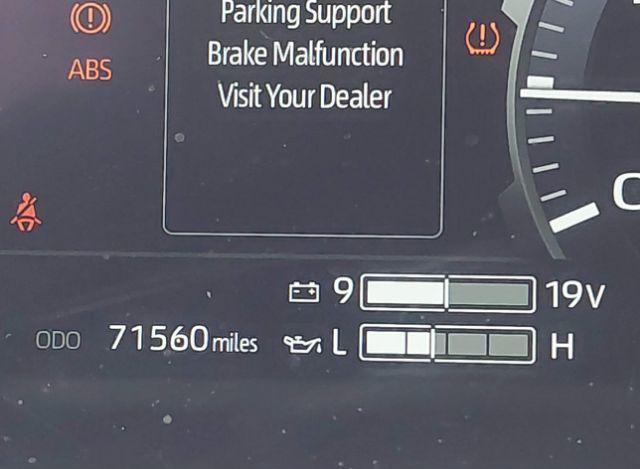 Parking Support
Brake Malfunction
Visit Your Dealer
ABS
9 19V
ODO 71560 miles
L H